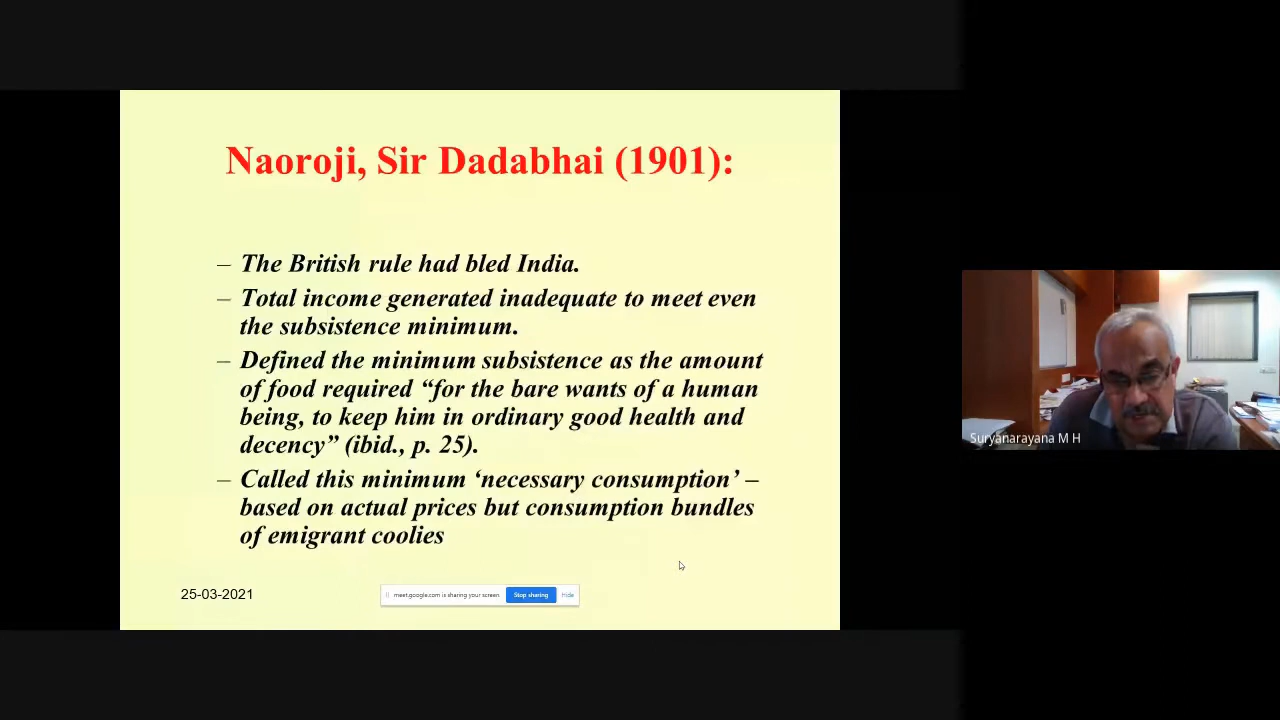 Naoroji, Sir Dadabhai (1901):
– The British rule had bled India.
– Total income generated inadequate to meet even
the subsistence minimum.
– Defined the minimum subsistence as the amount
of food required “for the bare wants of a human
being, to keep him in ordinary good health and
decency” (ibid., p. 25).
– Called this minimum ‘necessary consumption’ –
based on actual prices but consumption bundles
of emigrant coolies
25-03-2021
meet.google.com is sharing your screen. Stop sharing Hide
Suryanarayana M H